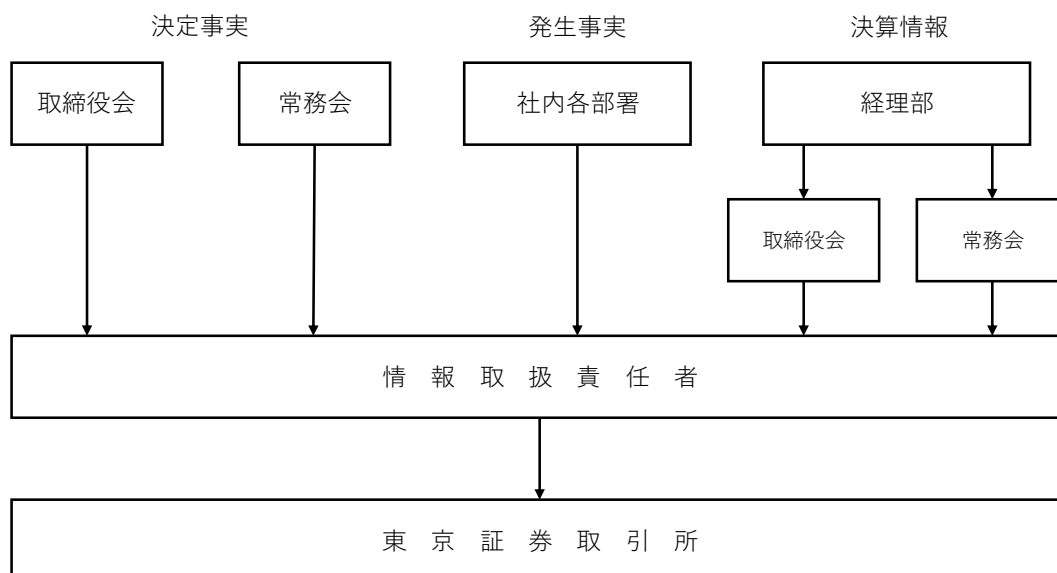 決定事実
発生事実
決算情報
取締役会
常務会
社内各部署
経理部
取締役会
常務会
情 報 取 扱 責 任 者
東 京 証 券 取 引 所